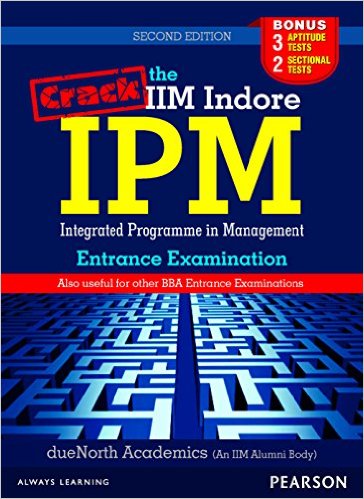 SECOND EDITION
BONUS
3 APTITUDE
TESTS
2 SECTIONAL
TESTS
the
Crack IIM Indore
IPM
Integrated Programme in Management
Entrance Examination
Also useful for other BBA Entrance Examinations
dueNorth Academics (An IIM Alumni Body)
ALWAYS LEARNING
PEARSON